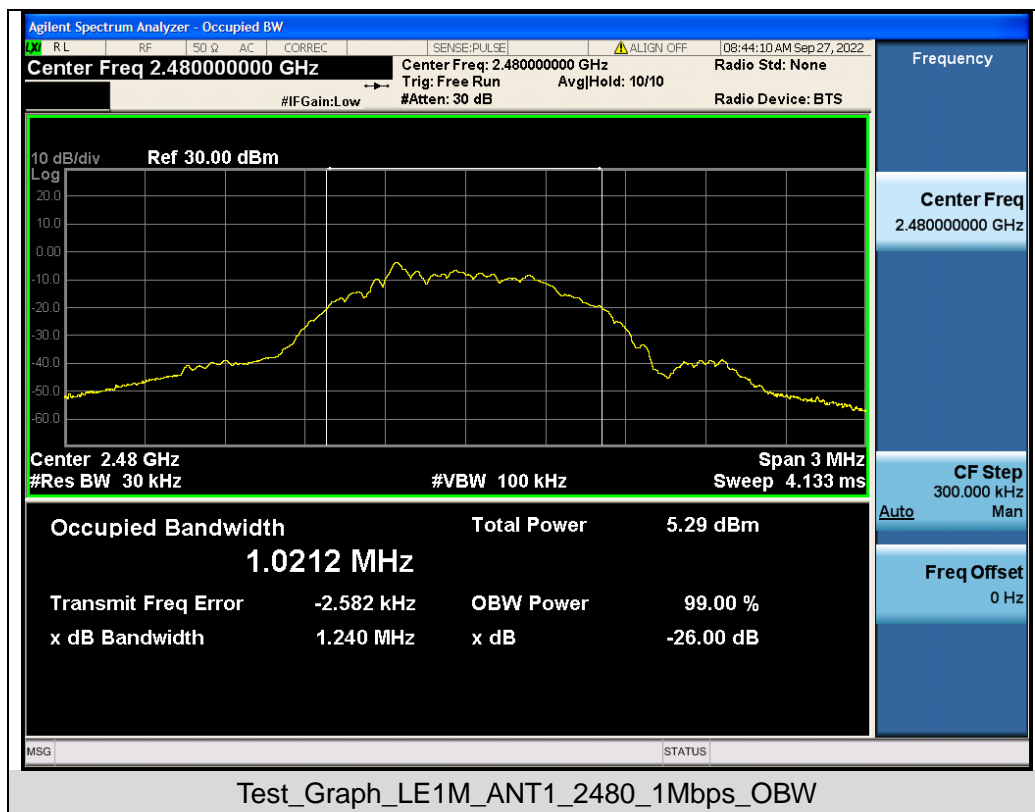 Agilent Spectrum Analyzer - Occupied BW
LXI RL RF 50 Ω AC CORREC SENSE:PULSE ALIGN OFF 08:44:10 AM Sep 27, 2022
Center Freq 2.480000000 GHz
Center Freq: 2.480000000 GHz
Radio Std: None
Trig: Free Run Avg|Hold: 10/10
#IFGain:Low
#Atten: 30 dB
Radio Device: BTS
10 dB/div Ref 30.00 dBm
Log
20.0
10.0
0.00
-10.0
-20.0
-30.0
-40.0
-50.0
-60.0
Center 2.48 GHz Span 3 MHz
#Res BW 30 kHz #VBW 100 kHz Sweep 4.133 ms
Occupied Bandwidth Total Power 5.29 dBm
1.0212 MHz
Transmit Freq Error -2.582 kHz OBW Power 99.00 %
x dB Bandwidth 1.240 MHz x dB -26.00 dB
Frequency
Center Freq
2.480000000 GHz
CF Step
300.000 kHz
Auto Man
Freq Offset
0 Hz
MSG STATUS
Test_Graph_LE1M_ANT1_2480_1Mbps_OBW